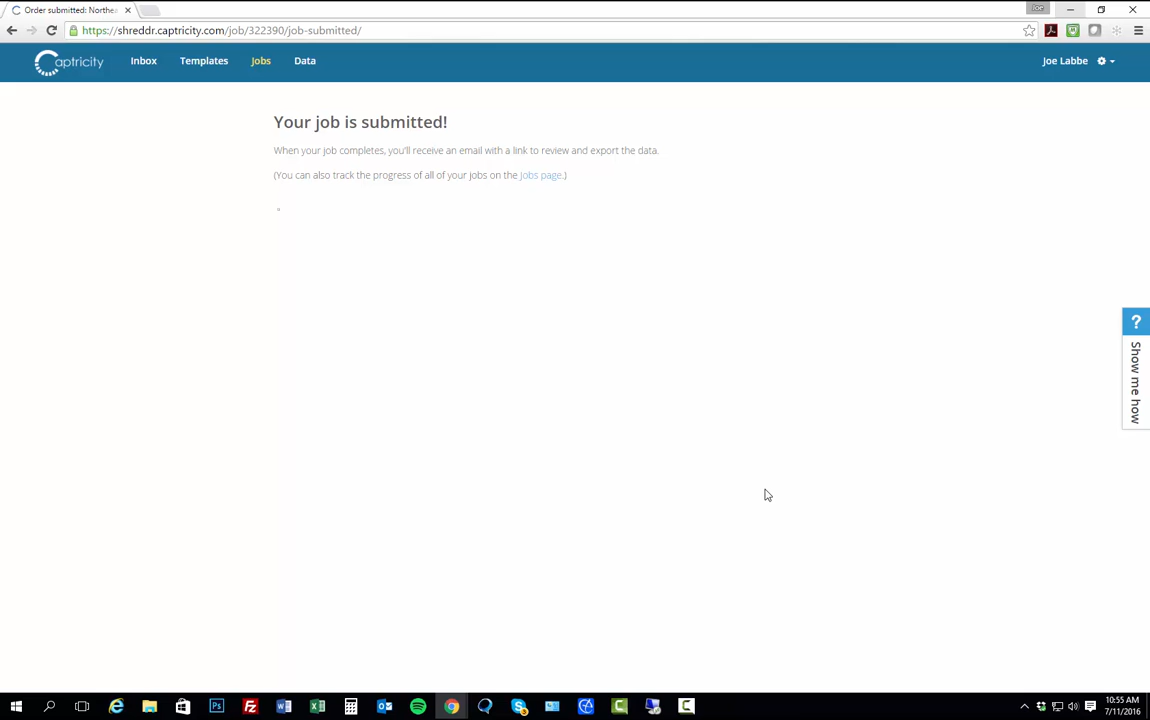 Order submitted: Northea
Joe
https://shreddr.captricity.com/job/322390/job-submitted/
Captricity
Inbox
Templates
Jobs
Data
Joe Labbe
Your job is submitted!
When your job completes, you'll receive an email with a link to review and export the data.
(You can also track the progress of all of your jobs on the jobs page.)
?
Show me how
10:55 AM
7/11/2016